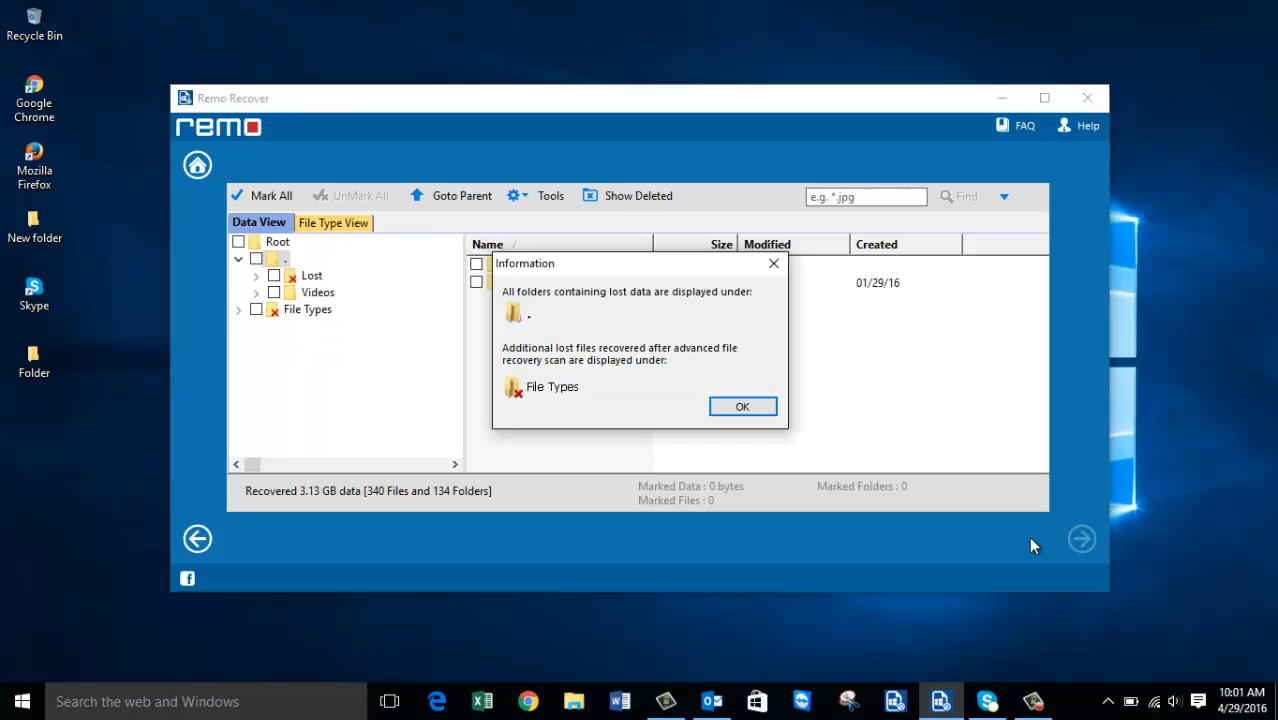 Recycle Bin
Google
Chrome
Mozilla
Firefox
New folder
Skype
Folder
Remo Recover
remo
FAQ
Help
Mark All
UnMark All
Goto Parent
Tools
Show Deleted
e.g. *.jpg
Find
Data View
File Type View
Root
.
Lost
Videos
File Types
Name
Size
Modified
Created
01/29/16
Information
All folders containing lost data are displayed under:
.
Additional lost files recovered after advanced file
recovery scan are displayed under:
File Types
OK
Recovered 3.13 GB data [340 Files and 134 Folders]
Marked Data : 0 bytes
Marked Folders : 0
Marked Files : 0
Search the web and Windows
10:01 AM
4/29/2016